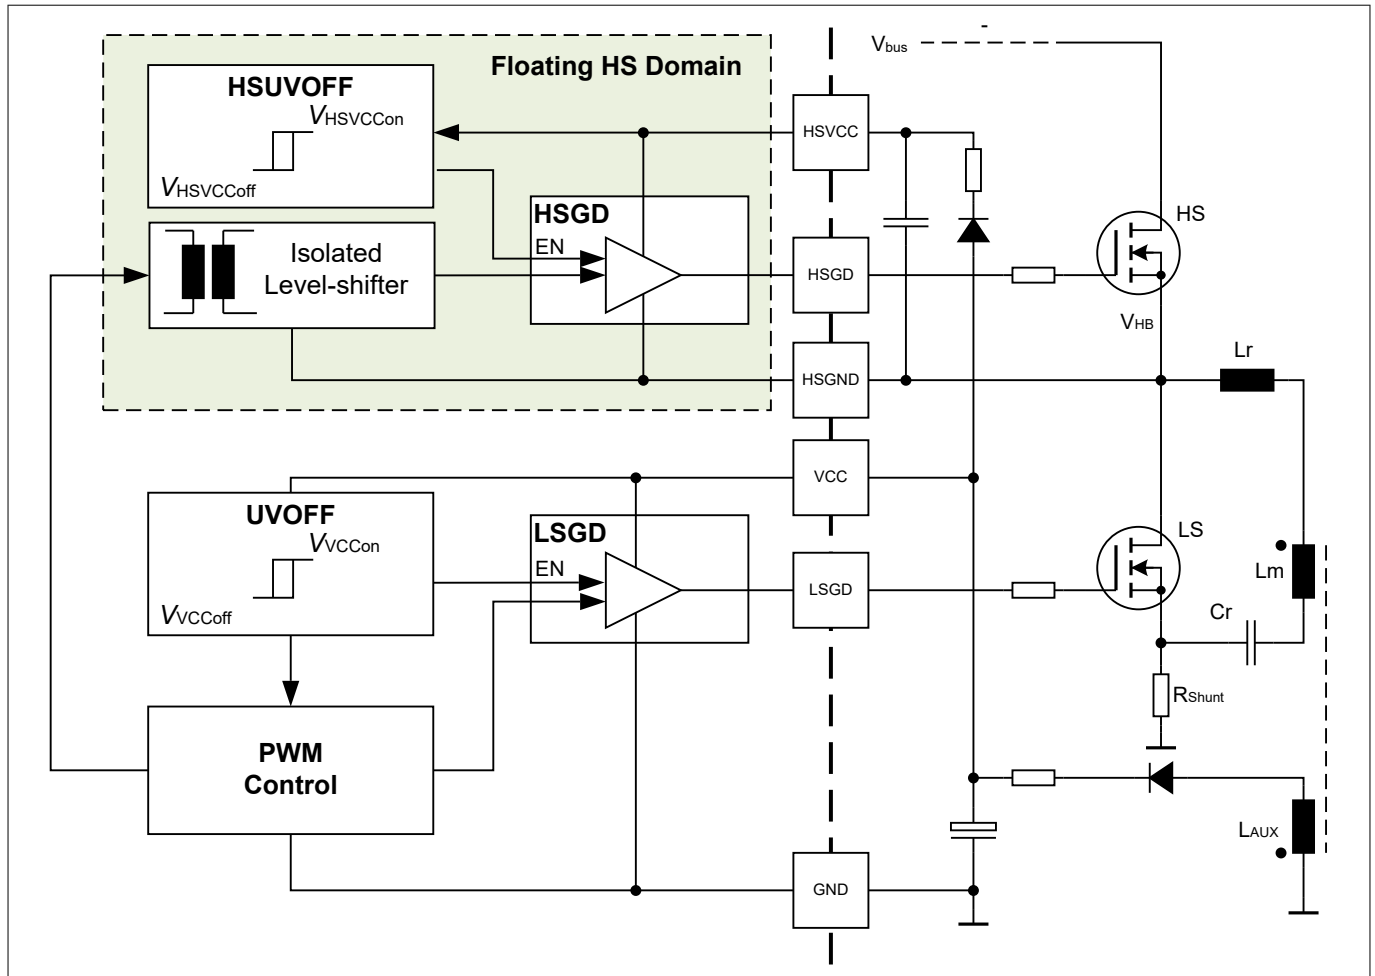 Floating HS Domain
HSUVOFF
VHSVCCon
VHSVCCoff
Isolated
Level-shifter
HSGD
EN
HSVCC
HSGD
HSGND
VCC
LSGD
GND
Vbus
-
HS
VHB
Lr
UVOFF
VVCCon
VVCCoff
LSGD
EN
PWM
Control
LS
Lm
Cr
RShunt
LAUX